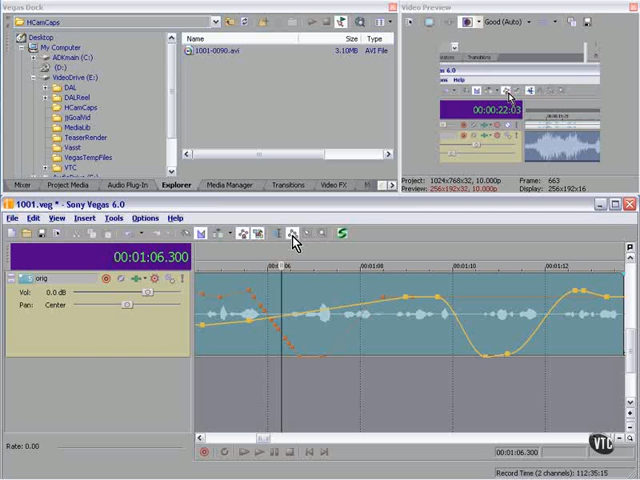 Vegas Dock
Video Preview
HCamCaps
Good (Auto)
Desktop
My Computer
ADKmain (C:)
(D:)
VideoDrive (E:)
DAL
DALReel
HCamCaps
JjGoalVid
MediaLib
TeaserRender
Vasst
VegasTempFiles
VTC
Name
Size
Type
1001-0090.avi
3.10MB
AVI File
Transitions
6.0
Help
00:00:22:03
Mixer
Project Media
Audio Plug-In
Explorer
Media Manager
Transitions
Video FX
M
Project: 1024x768x32, 10.000p
Frame: 663
Preview: 256x192x32, 10.000p
Display: 256x192x16
1001.veg * - Sony Vegas 6.0
File
Edit
View
Insert
Tools
Options
Help
00:01:06.300
00:01:08
00:01:10
00:01:12
orig
Vol: 0.0 dB
Pan: Center
Rate: 0.00
VTC
00:01:06.300
Record Time (2 channels): 112:35:15